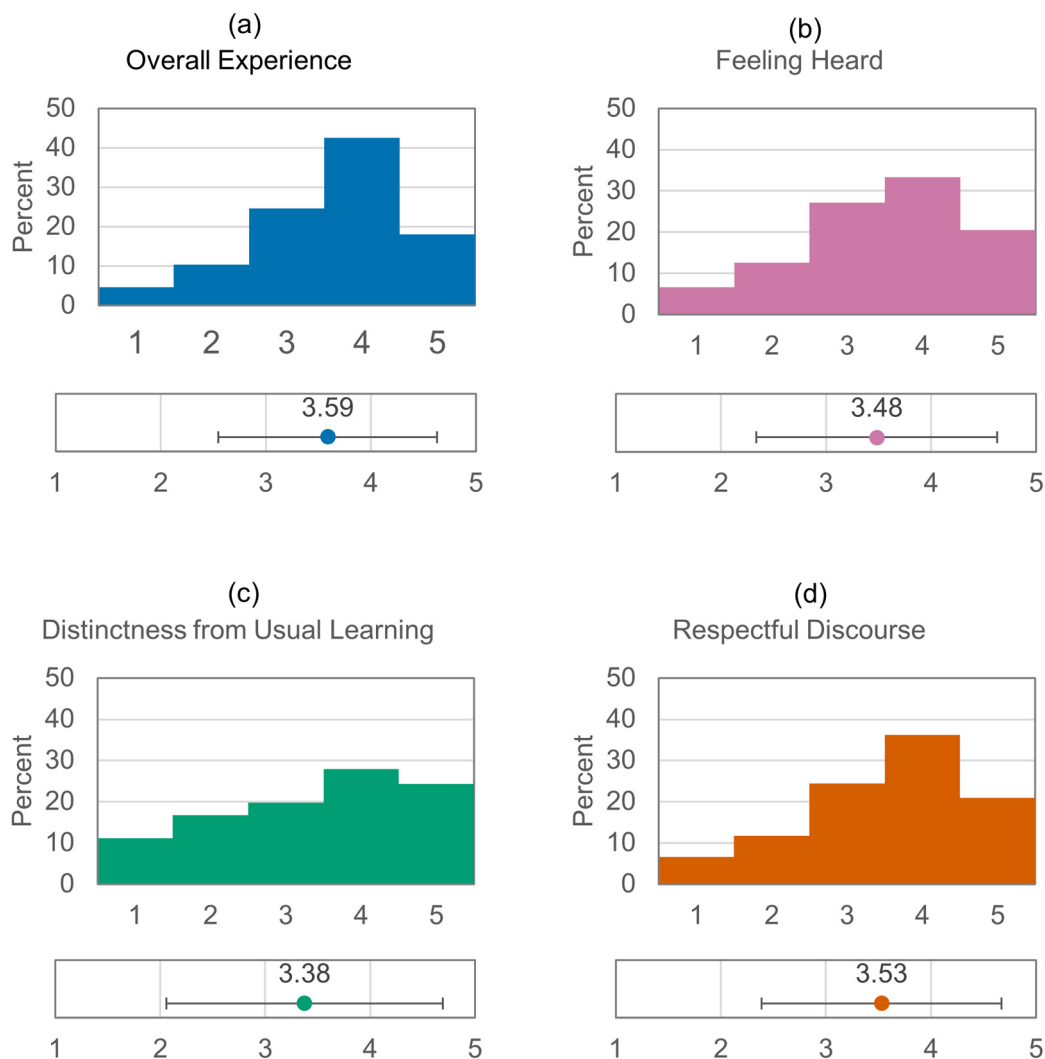 (a)
Overall Experience
50
40
30
20
10
0
Percent
1 2 3 4 5
3.59
1 2 3 4 5
(b)
Feeling Heard
50
40
30
20
10
0
Percent
1 2 3 4 5
3.48
1 2 3 4 5
(c)
Distinctness from Usual Learning
50
40
30
20
10
0
Percent
1 2 3 4 5
3.38
1 2 3 4 5
(d)
Respectful Discourse
50
40
30
20
10
0
Percent
1 2 3 4 5
3.53
1 2 3 4 5